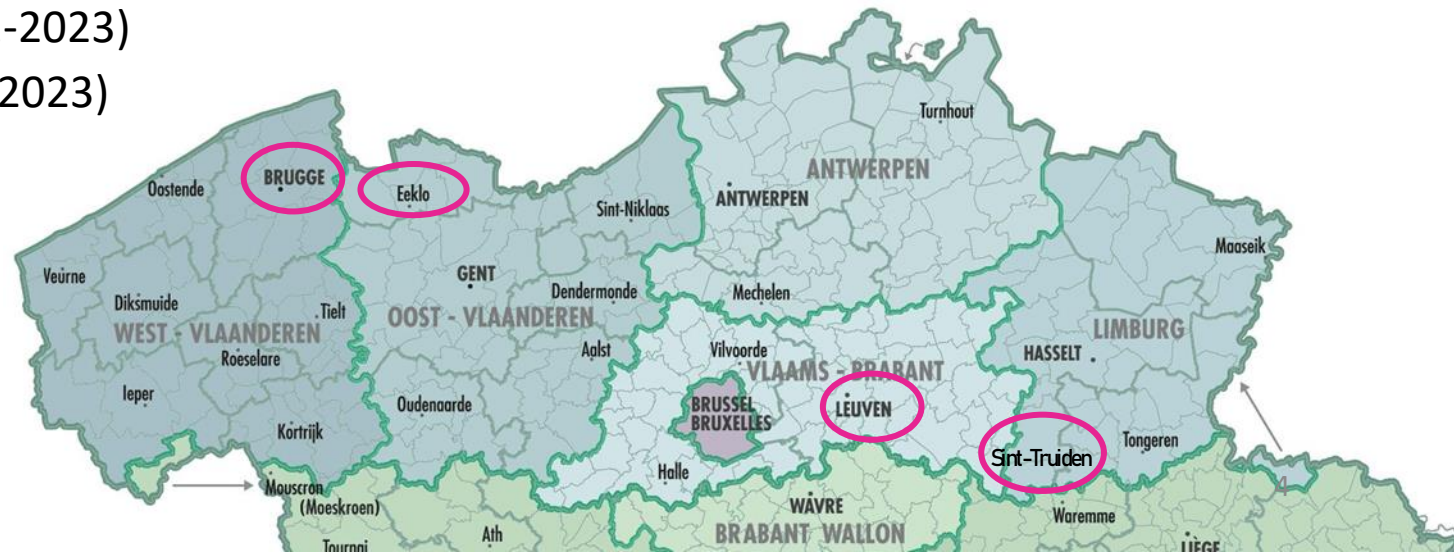 -2023)
2023)
Turnhout
ANTWERPEN
BRUGGE
Oostende
Eeklo
ANTWERPEN
Sint-Niklaas
Maaseik
Veurne
GENT
Dendermonde
Mechelen
Diksmuide
Tielt
OOST - VLAANDEREN
WEST - VLAANDEREN
LIMBURG
Roeselare
Aalst
Vilvoorde
HASSELT
VLAAMS - BRABANT
Ieper
Oudenaarde
BRUSSEL
BRUXELLES
LEUVEN
Kortrijk
Tongeren
Sint-Truiden
Halle
4
Mouscron
(Moeskroen)
WAVRE
Waremme
BRABANT WALLON
Ath
Tournai
LIÈGE